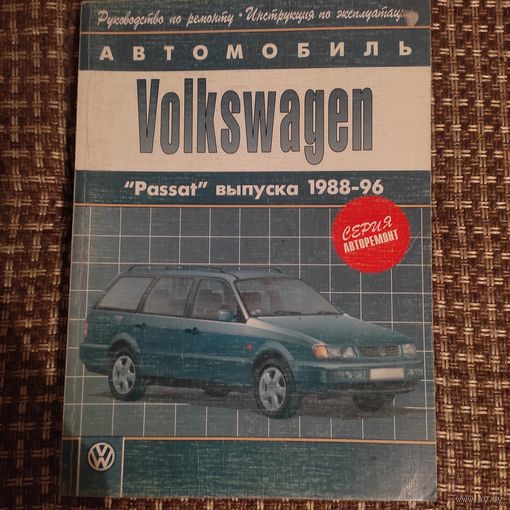 Руководство по ремонту • Инструкция по эксплуатации
АВТОМОБИЛЬ
Volkswagen
"Passat" выпуска 1988-96
СЕРИЯ
АВТОРЕМОНТ